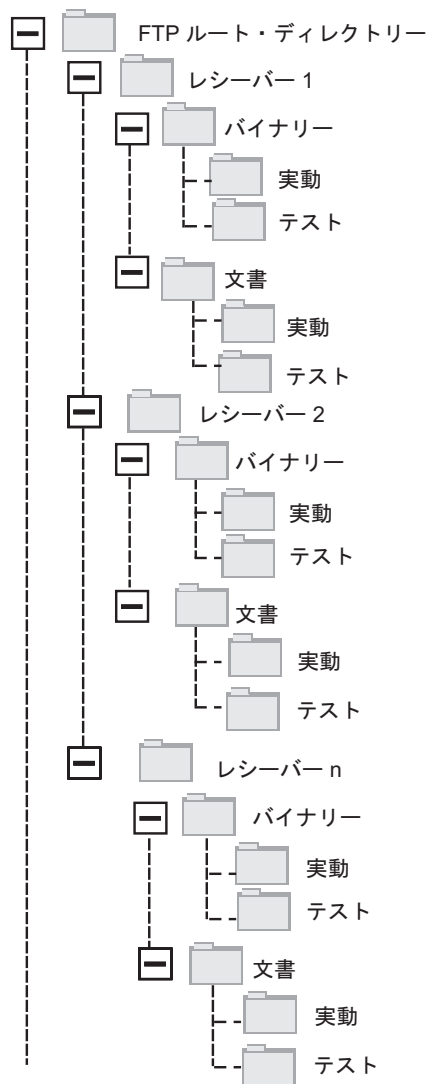 FTP ルート・ディレクトリー
レシーバー 1
バイナリー
実動
テスト
文書
実動
テスト
レシーバー 2
バイナリー
実動
テスト
文書
実動
テスト
レシーバー n
バイナリー
実動
テスト
文書
実動
テスト